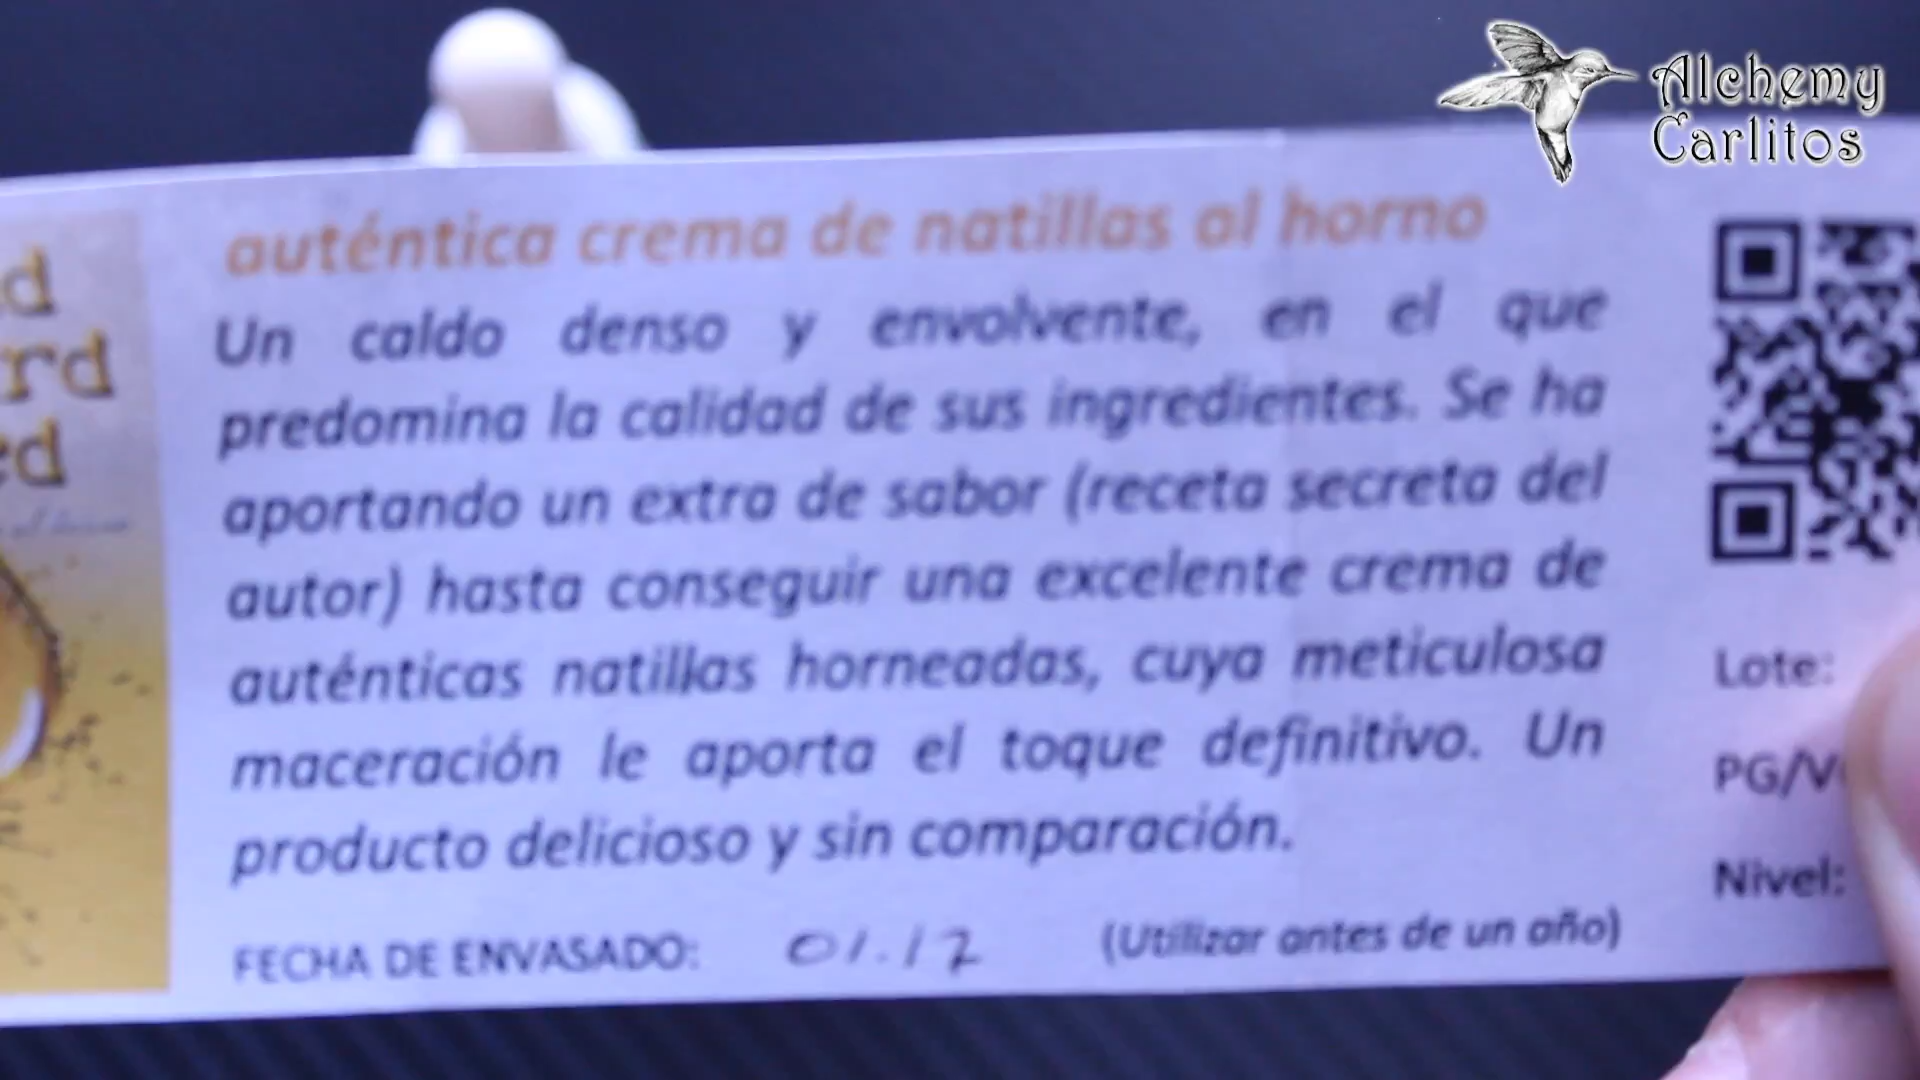 Alchemy
Carlitos
auténtica crema de natillas al horno
Un caldo denso y envolvente, en el que
predomina la calidad de sus ingredientes. Se ha
aportando un extra de sabor (receta secreta del
autor) hasta conseguir una excelente crema de
auténticas natillas horneadas, cuya meticulosa
maceración le aporta el toque definitivo. Un
producto delicioso y sin comparación.
FECHA DE ENVASADO: 01.17 (Utilizar antes de un año)
Lote:
PG/V
Nivel: